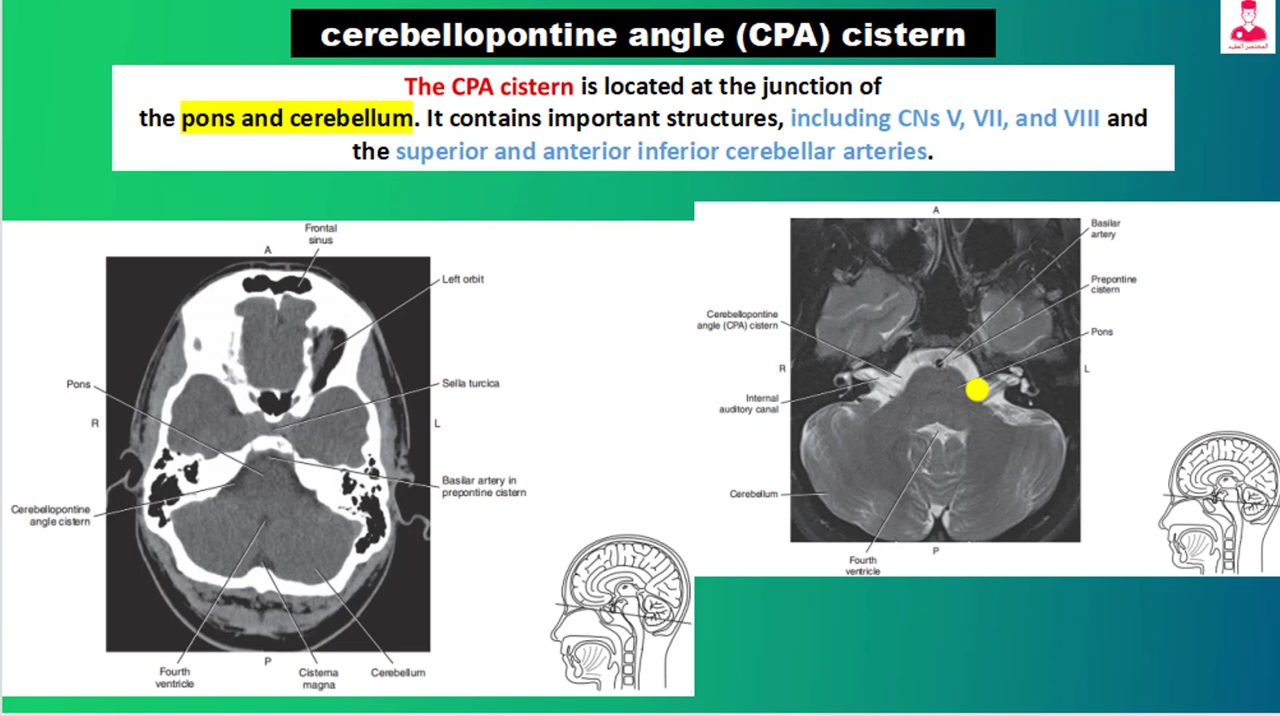 cerebellopontine angle (CPA) cistern
المختصر المفيد
The CPA cistern is located at the junction of
the pons and cerebellum. It contains important structures, including CNs V, VII, and VIII and
the superior and anterior inferior cerebellar arteries.
Frontal
sinus
A
Left orbit
Pons
Sella turcica
R
L
Basilar artery in
prepontine cistern
Cerebellopontine
angle cistern
P
Fourth
ventricle
Cisterna
magna
Cerebellum
A
Basilar
artery
Prepontine
cistern
Cerebellopontine
angle (CPA) cistern
Pons
R
L
Internal
auditory canal
Cerebellum
P
Fourth
ventricle